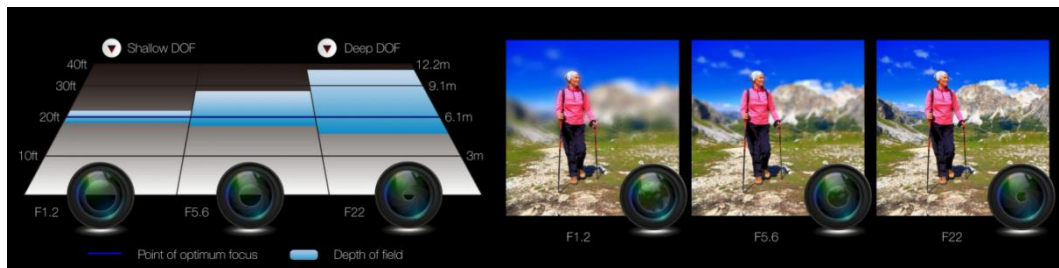 Shallow DOF
Deep DOF
40ft
12.2m
30ft
9.1m
20ft
6.1m
10ft
3m
F1.2
F5.6
F22
Point of optimum focus
Depth of field
F1.2
F5.6
F22